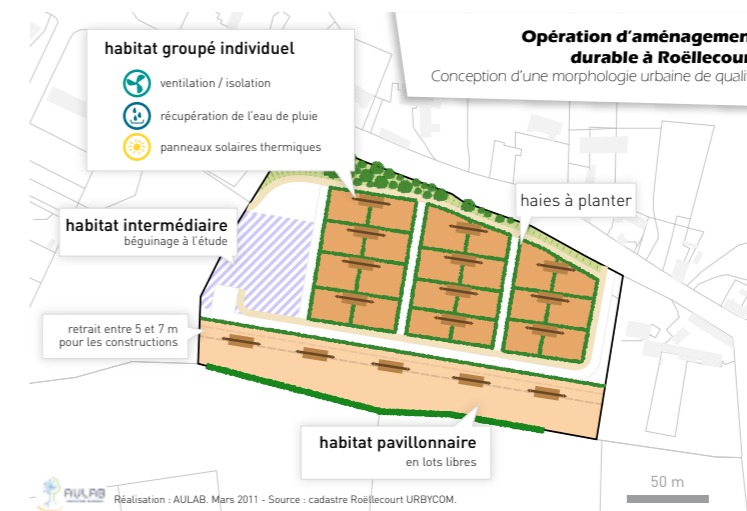 Opération d'aménagemen
durable à Roëllecour
Conception d'une morphologie urbaine de quali
habitat groupé individuel
ventilation / isolation
récupération de l'eau de pluie
panneaux solaires thermiques
haies à planter
habitat intermédiaire
béguinage à l'étude
retrait entre 5 et 7 m
pour les constructions
habitat pavillonnaire
en lots libres
50 m
AULAB
Réalisation : AULAB. Mars 2011 - Source : cadastre Roëllecourt URBYCOM.